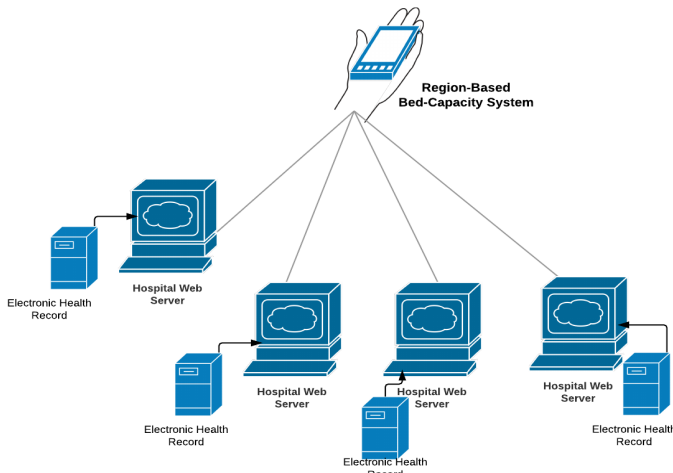 Region-Based
Bed-Capacity System
Hospital Web
Server
Electronic Health
Record
Hospital Web
Server
Electronic Health
Record
Hospital Web
Server
Electronic Health
Record
Hospital Web
Server
Electronic Health
Record